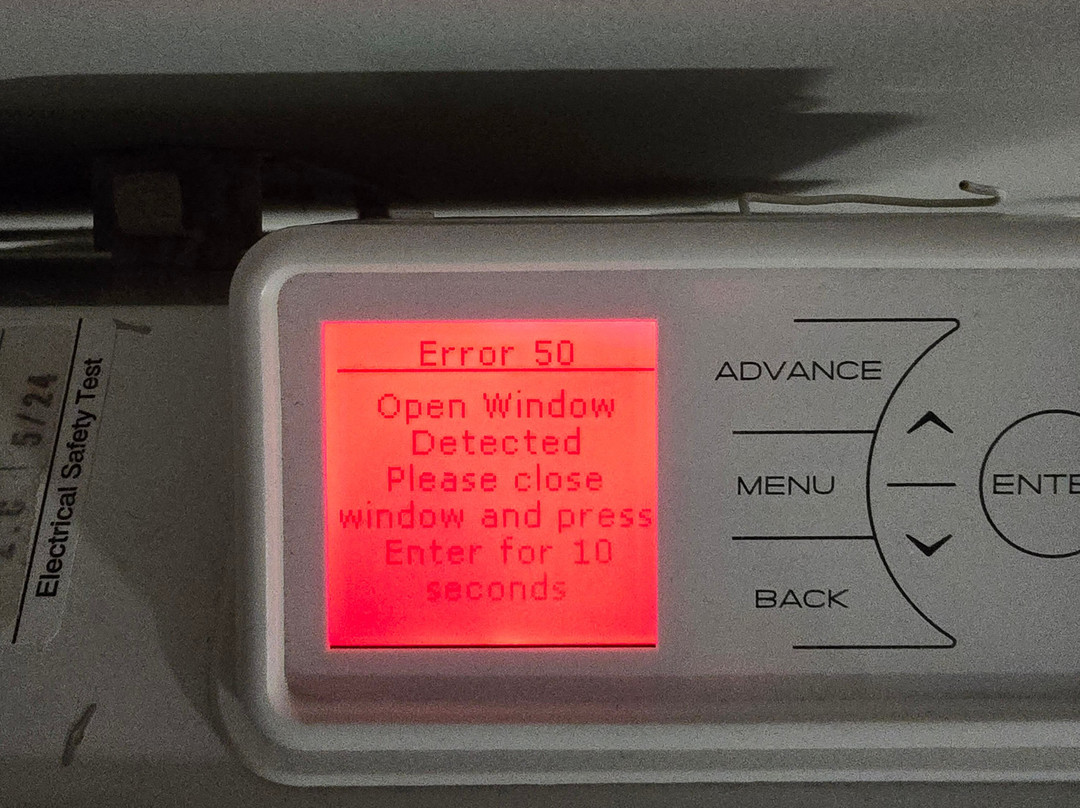 Error 50
Open Window
Detected
Please close
window and press
Enter for 10
seconds
ADVANCE
MENU
BACK
ENTE
5/24
Electrical Safety Test